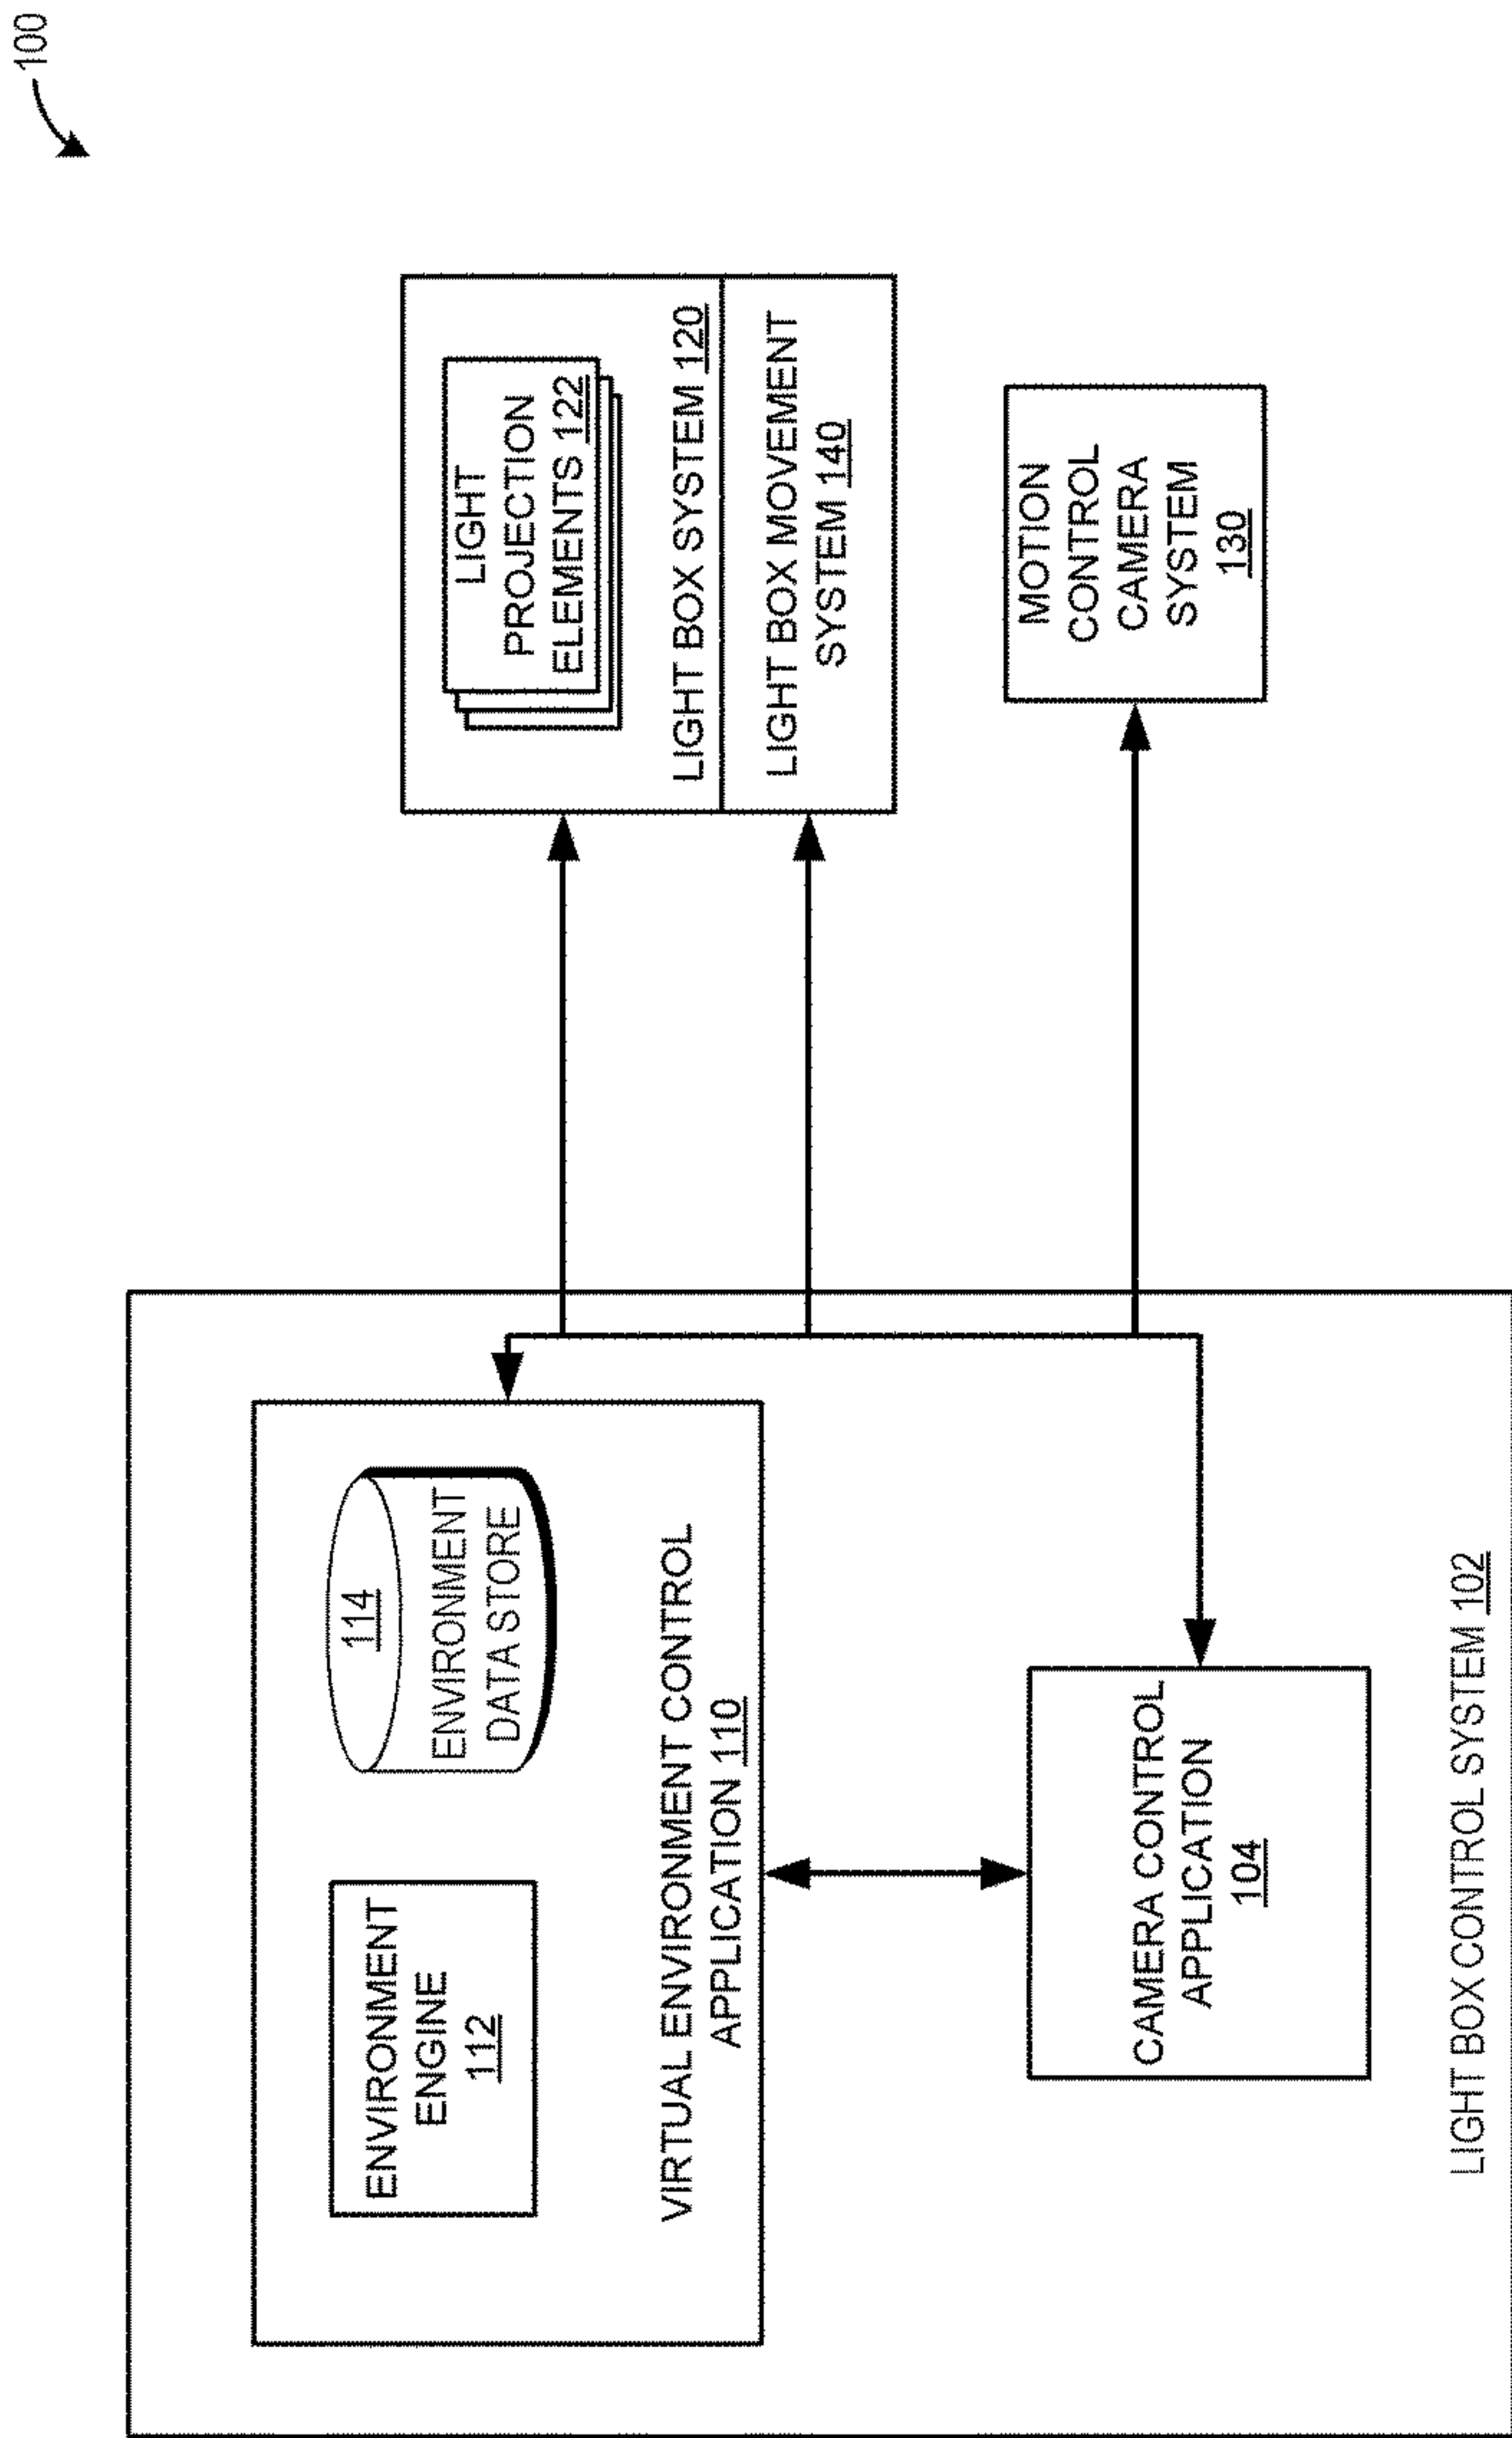 100
ENVIRONMENT
ENGINE
112
114
ENVIRONMENT
DATA STORE
VIRTUAL ENVIRONMENT CONTROL
APPLICATION 110
CAMERA CONTROL
APPLICATION
104
LIGHT BOX CONTROL SYSTEM 102
LIGHT
PROJECTION
ELEMENTS 122
LIGHT BOX SYSTEM 120
LIGHT BOX MOVEMENT
SYSTEM 140
MOTION
CONTROL
CAMERA
SYSTEM
130